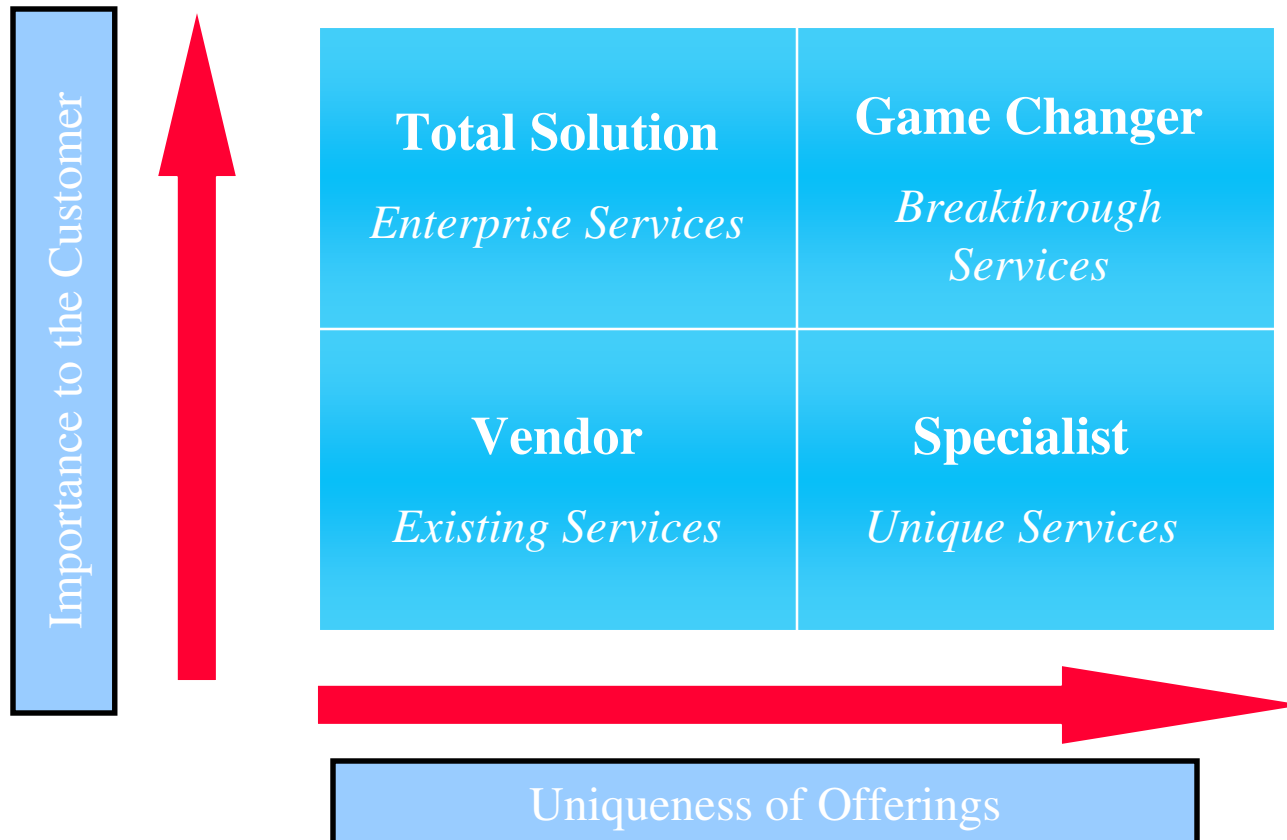 Importance to the Customer
Total Solution
Enterprise Services
Game Changer
Breakthrough
Services
Vendor
Existing Services
Specialist
Unique Services
Uniqueness of Offerings